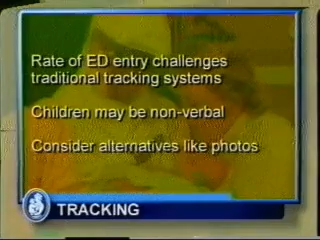 Rate of ED entry challenges
traditional tracking systems
Children may be non-verbal
Consider alternatives like photos
TRACKING